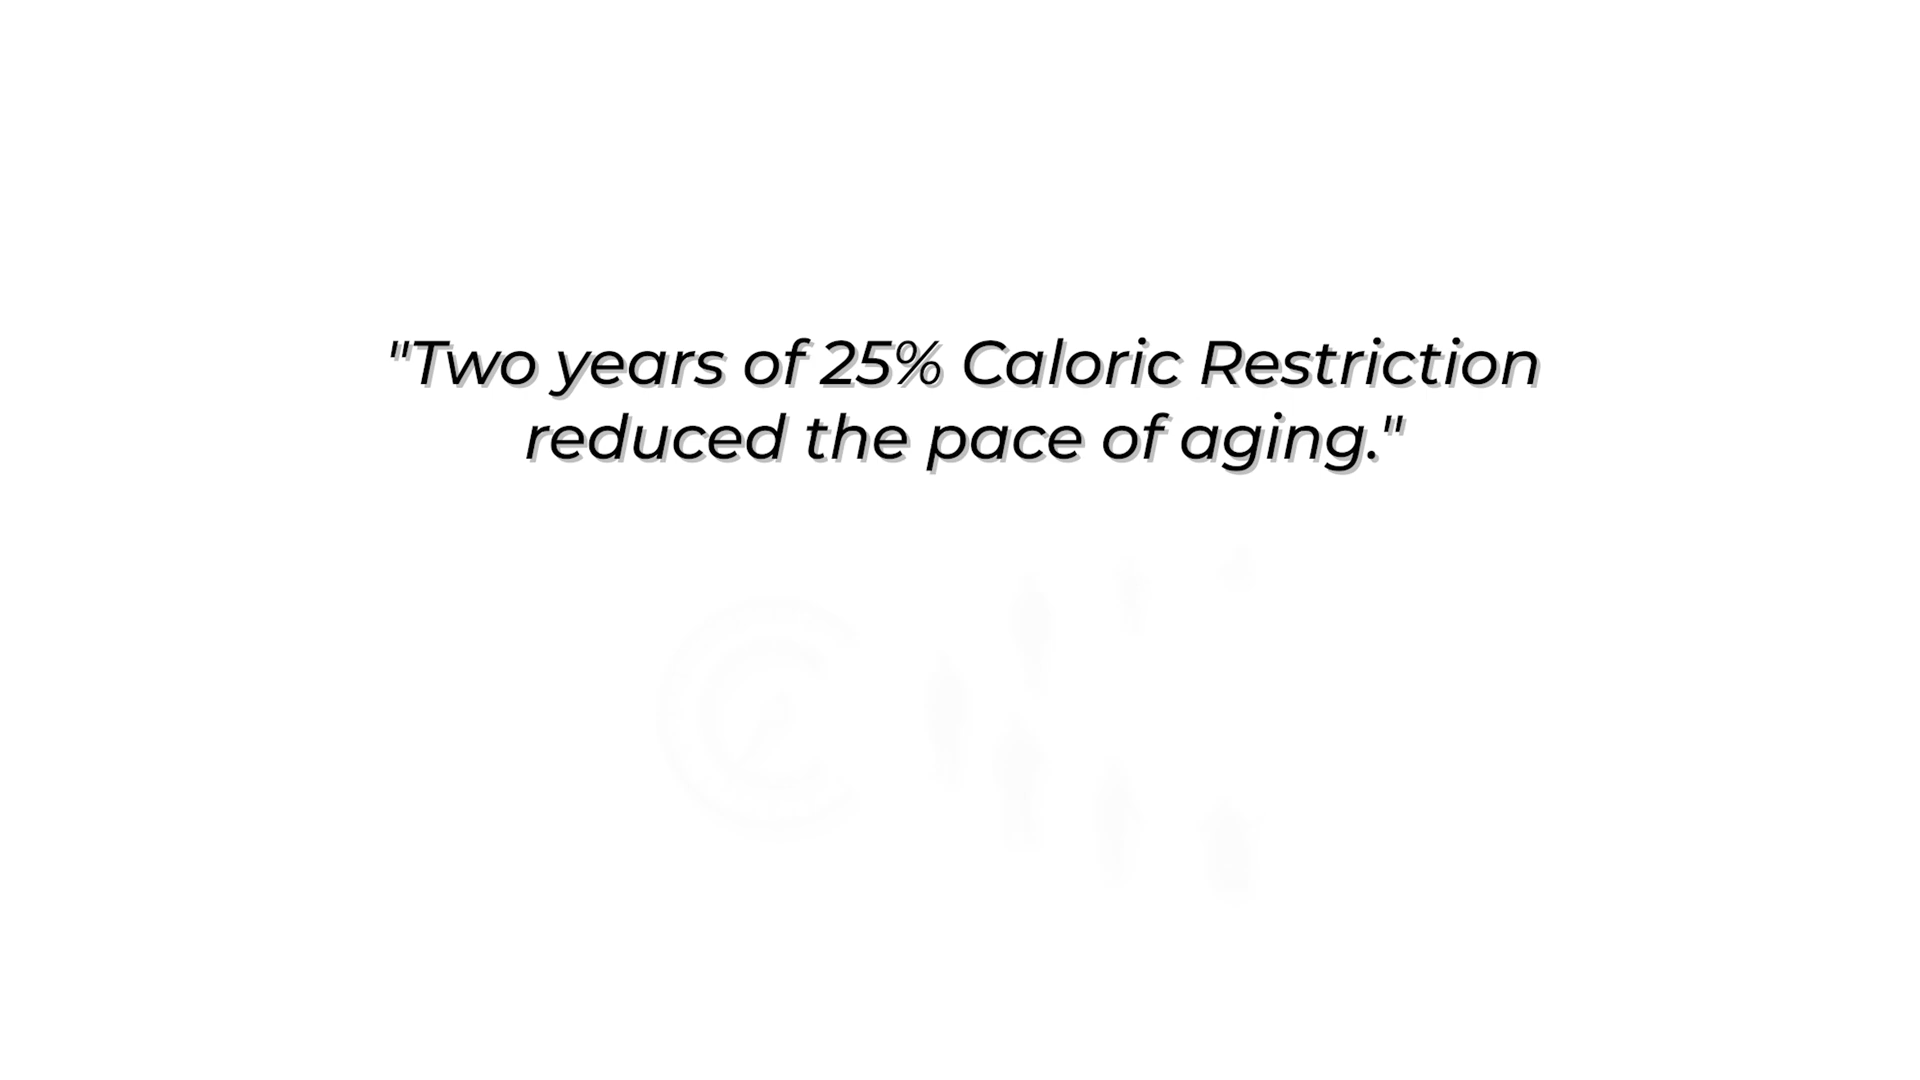 "Two years of 25% Caloric Restriction
reduced the pace of aging."